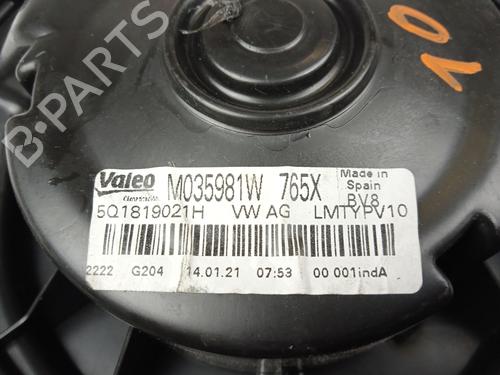 10
B-PARTS
Valeo M035981W 765X Made in Spain BV8
5Q1819021H VW AG LMTYPV10
2222 G204 14.01.21 07:53 00 001indA